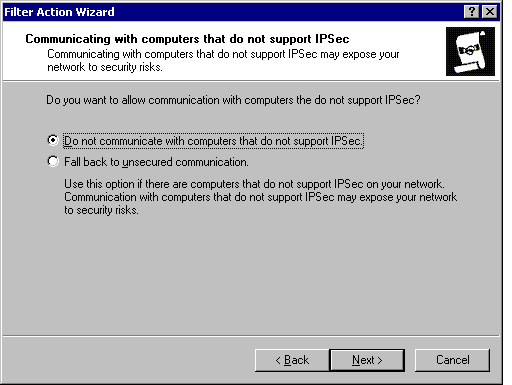 Filter Action Wizard
Communicating with computers that do not support IPSec
Communicating with computers that do not support IPSec may expose your
network to security risks.
Do you want to allow communication with computers the do not support IPSec?
Do not communicate with computers that do not support IPSec.
Fall back to unsecured communication.
Use this option if there are computers that do not support IPSec on your network.
Communication with computers that do not support IPSec may expose your network
to security risks.
< Back
Next >
Cancel